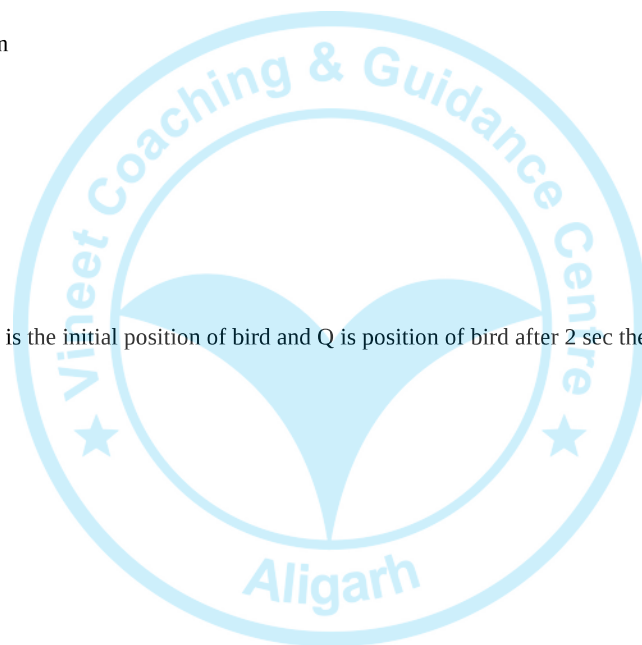 n
Vineet Coaching & Guidance Centre
is the initial position of bird and Q is position of bird after 2 sec the
Aligarh